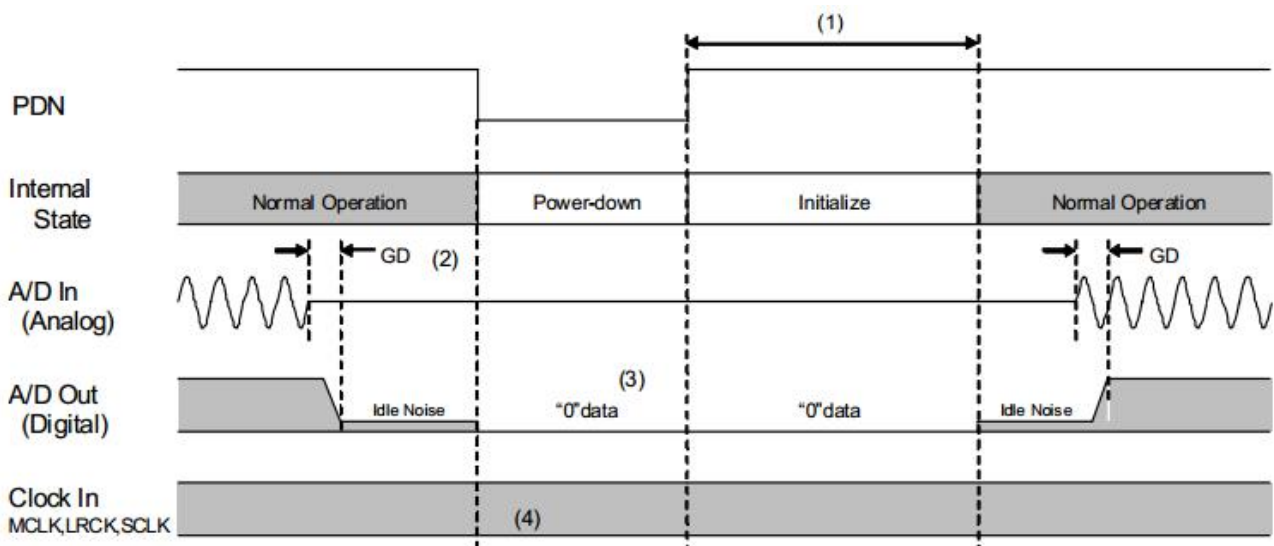 (1)
PDN
Internal
State
Normal Operation
Power-down
Initialize
Normal Operation
GD
(2)
GD
A/D In
(Analog)
A/D Out
(Digital)
Idle Noise
(3)
“0”data
“0”data
Idle Noise
Clock In
MCLK,LRCK,SCLK
(4)